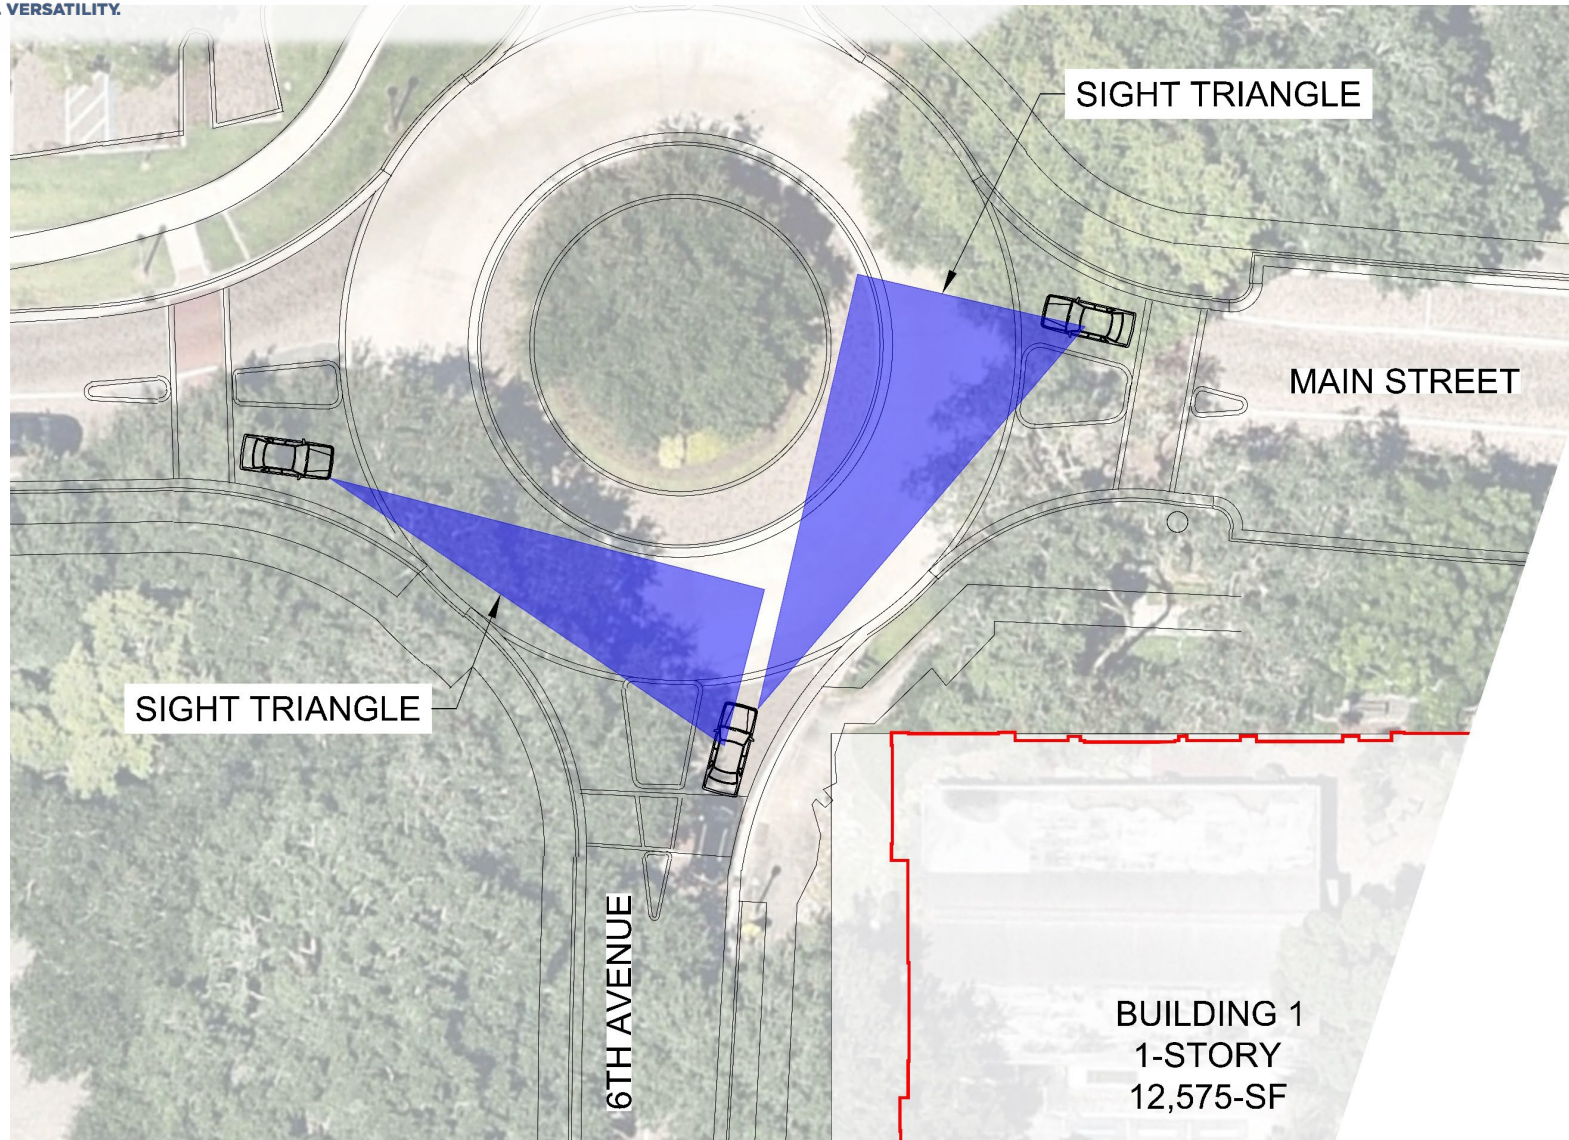 VERSATILITY.
SIGHT TRIANGLE
MAIN STREET
SIGHT TRIANGLE
6TH AVENUE
BUILDING 1
1-STORY
12,575-SF